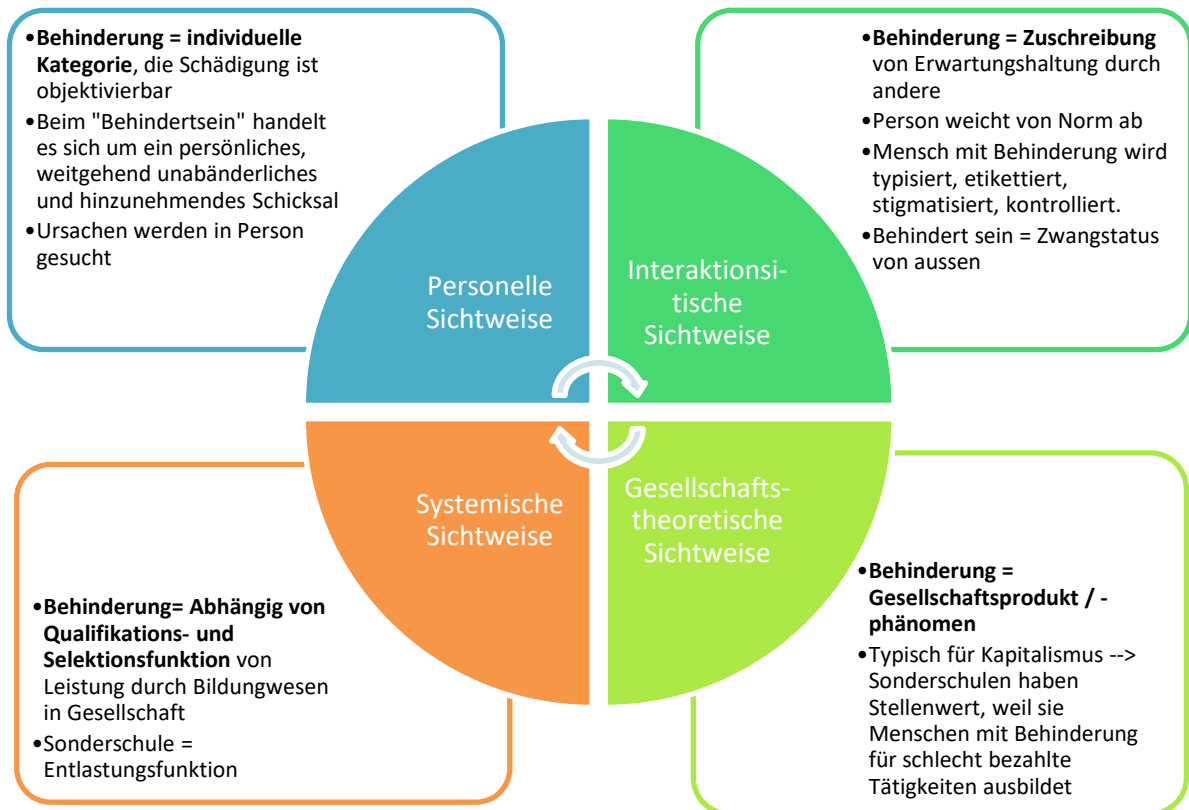 •Behinderung = individuelle
Kategorie, die Schädigung ist
objektivierbar
•Beim "Behindertsein" handelt
es sich um ein persönliches,
weitgehend unabänderliches
und hinzunehmendes Schicksal
•Ursachen werden in Person
gesucht
•Behinderung = Zuschreibung
von Erwartungshaltung durch
andere
•Person weicht von Norm ab
•Mensch mit Behinderung wird
typisiert, etikettiert,
stigmatisiert, kontrolliert.
•Behindert sein = Zwangstatus
von aussen
Personelle
Sichtweise
Interaktionsi-
tische
Sichtweise
Systemische
Sichtweise
Gesellschafts-
theoretische
Sichtweise
•Behinderung= Abhängig von
Qualifikations- und
Selektionsfunktion von
Leistung durch Bildungwesen
in Gesellschaft
•Sonderschule =
Entlastungsfunktion
•Behinderung =
Gesellschaftsprodukt / -
phänomen
•Typisch für Kapitalismus -->
Sonderschulen haben
Stellenwert, weil sie
Menschen mit Behinderung
für schlecht bezahlte
Tätigkeiten ausbildet